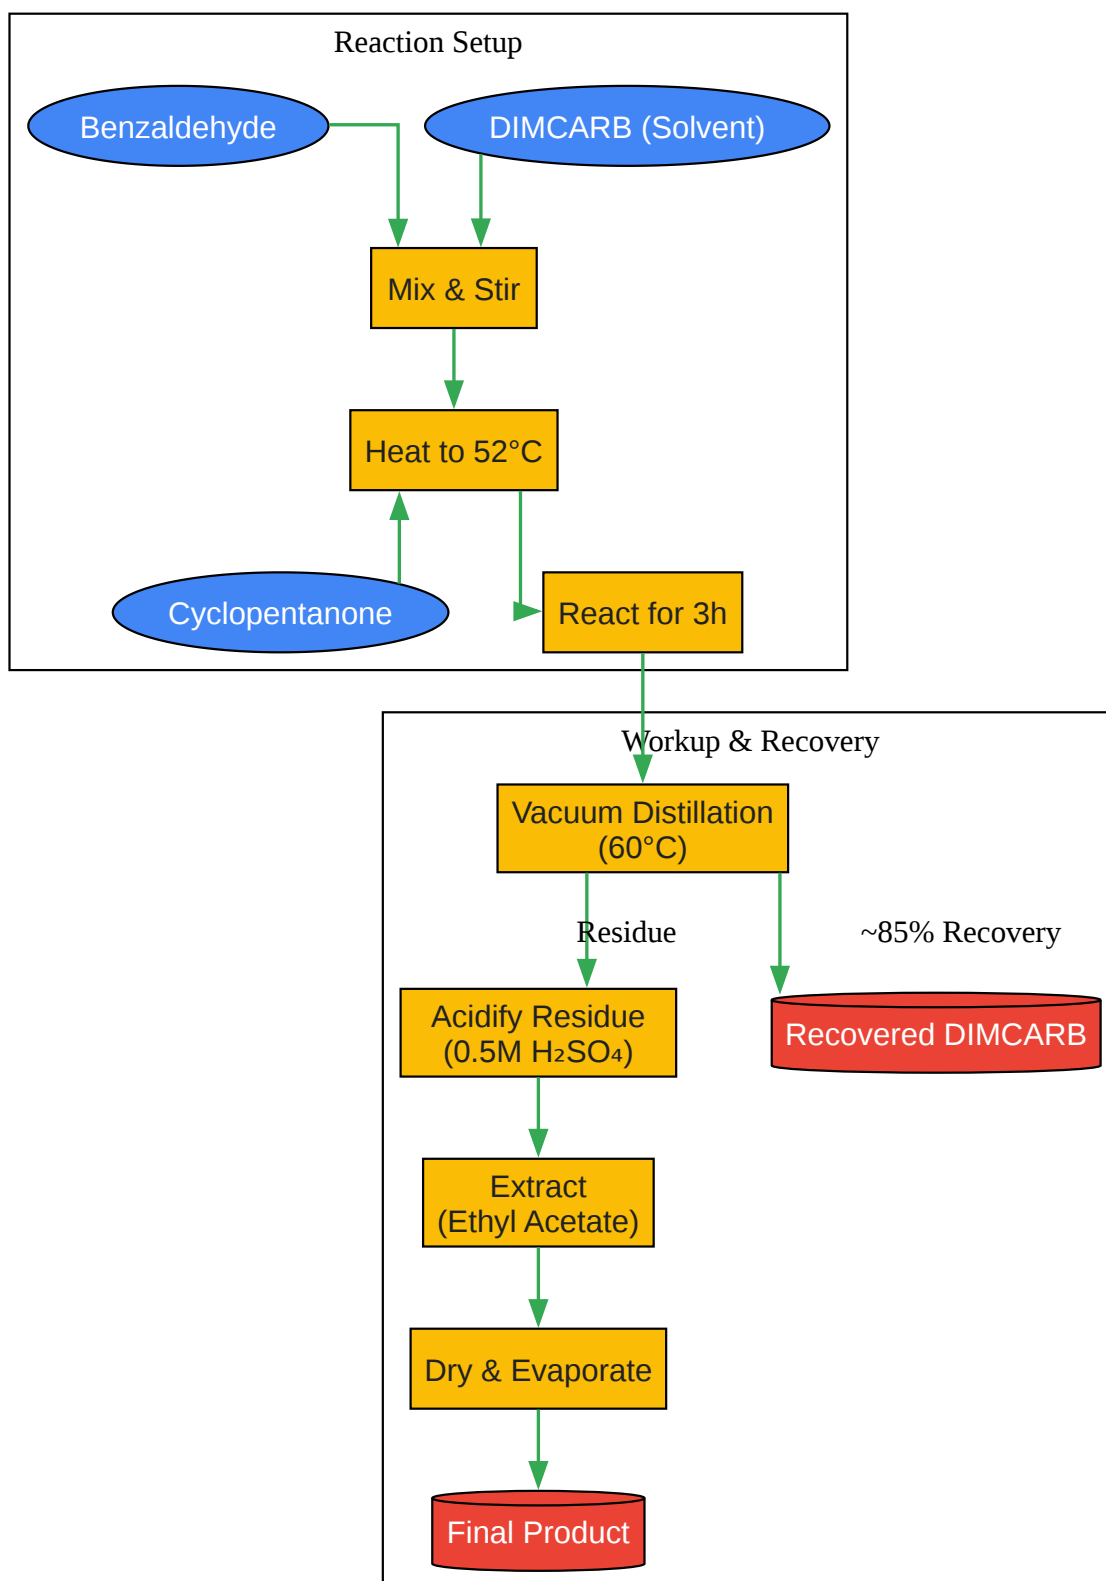 Reaction Setup
Benzaldehyde
DIMCARB (Solvent)
Mix & Stir
Heat to 52°C
Cyclopentanone
React for 3h
Workup & Recovery
Vacuum Distillation
(60°C)
Residue
~85% Recovery
Acidify Residue
(0.5M H₂SO₄)
Recovered DIMCARB
Extract
(Ethyl Acetate)
Dry & Evaporate
Final Product